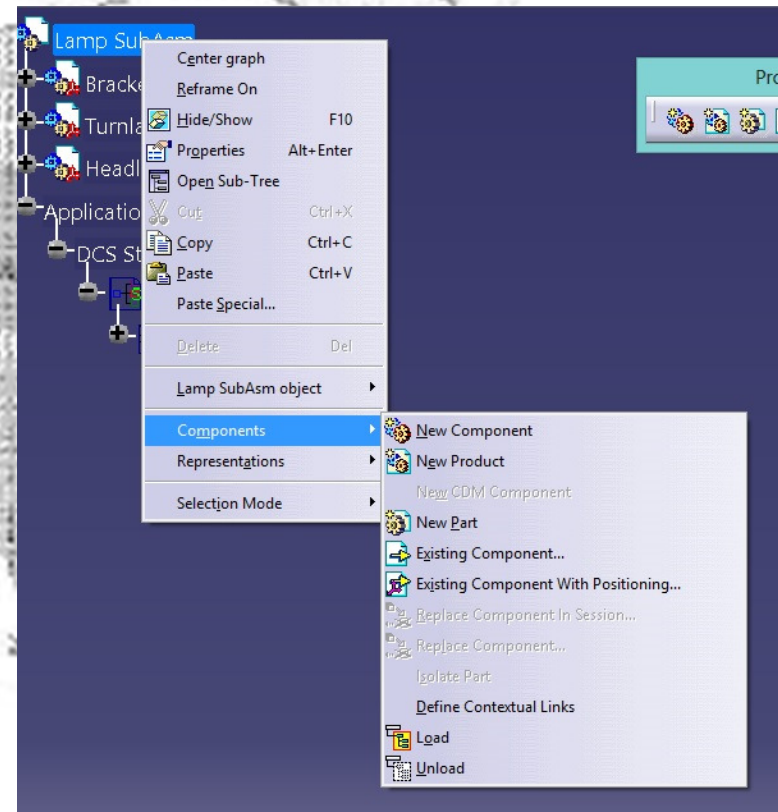 Lamp SubAsm
Bracke
Turnla
Headl
Applicatio
DCS St
Center graph
Reframe On
Hide/Show F10
Properties Alt+Enter
Open Sub-Tree
Cut Ctrl+X
Copy Ctrl+C
Paste Ctrl+V
Paste Special...
Delete Del
Lamp SubAsm object
Components
Representations
Selection Mode
New Component
New Product
New CDM Component
New Part
Existing Component...
Existing Component With Positioning...
Replace Component In Session...
Replace Component...
Isolate Part
Define Contextual Links
Load
Unload
Pro